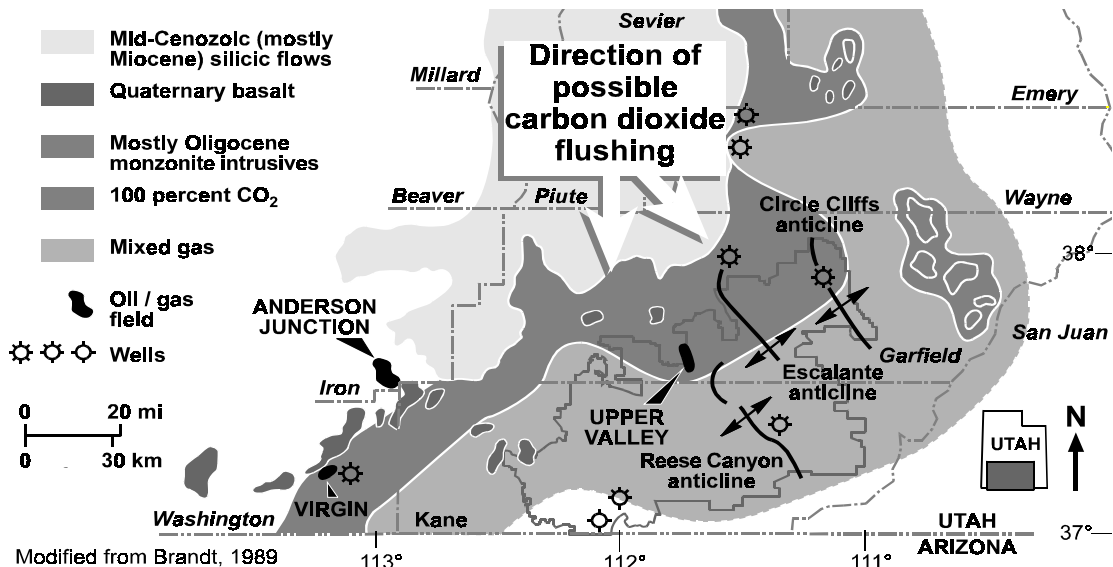 Mid-Cenozoic (mostly
Miocene) silicic flows
Quaternary basalt
Mostly Oligocene
monzonite intrusives
100 percent CO₂
Mixed gas
Oil / gas
field
Wells
0 20 mi
0 30 km
Sevier
Millard
Direction of
possible
carbon dioxide
flushing
Emery
Beaver
Piute
Wayne
Circle Cliffs
anticline
38°
ANDERSON
JUNCTION
San Juan
Garfield
Iron
Escalante
anticline
UPPER
VALLEY
Reese Canyon
anticline
UTAH
N
VIRGIN
Washington
Kane
UTAH
ARIZONA
37°
Modified from Brandt, 1989
113°
112°
111°